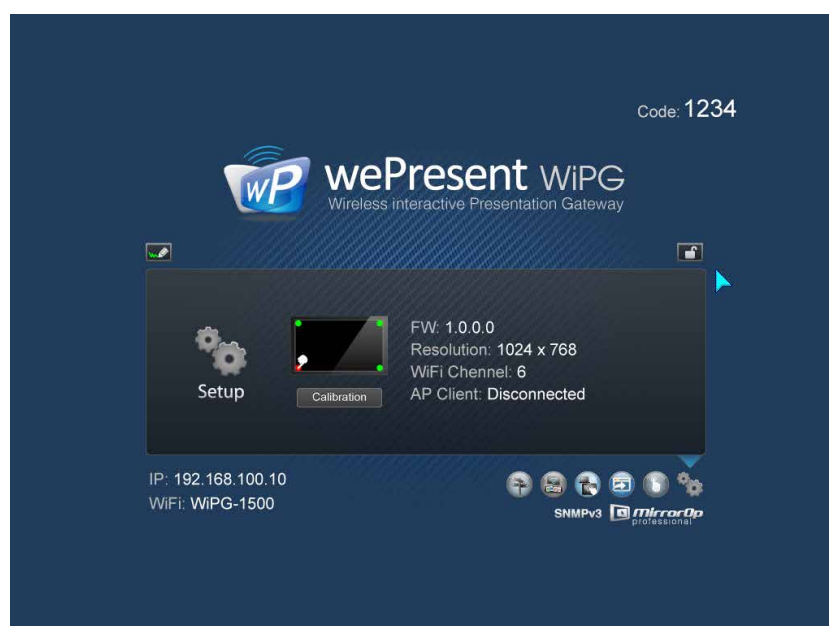 Code: 1234
wP
wePresent WiPG
Wireless interactive Presentation Gateway
Setup
Calibration
FW: 1.0.0.0
Resolution: 1024 x 768
WiFi Chennel: 6
AP Client: Disconnected
IP: 192.168.100.10
WiFi: WiPG-1500
SNMPv3 MirrorOp
professional